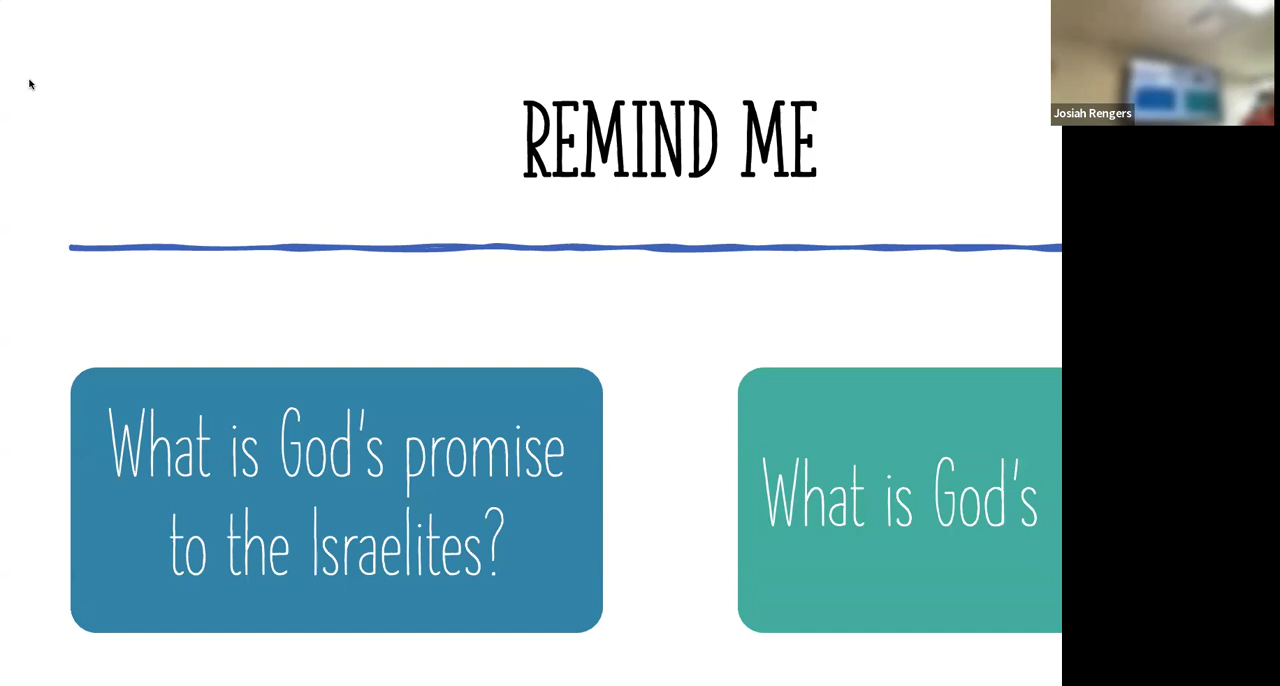 REMIND ME
Josiah Rengers
What is God's promise
to the Israelites?
What is God's